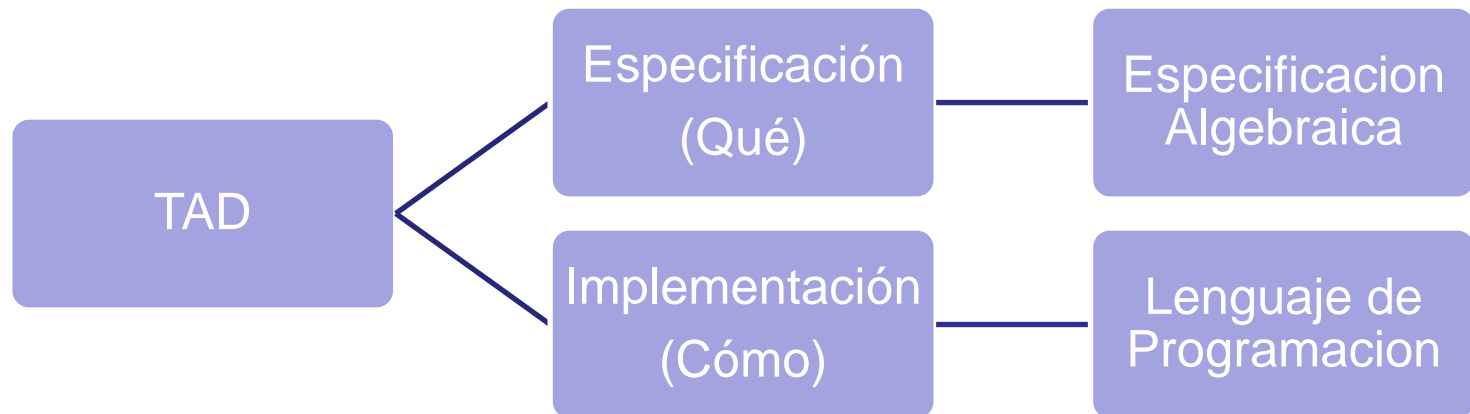 TAD
Especificación
(Qué)
Especificacion
Algebraica
Implementación
(Cómo)
Lenguaje de
Programacion